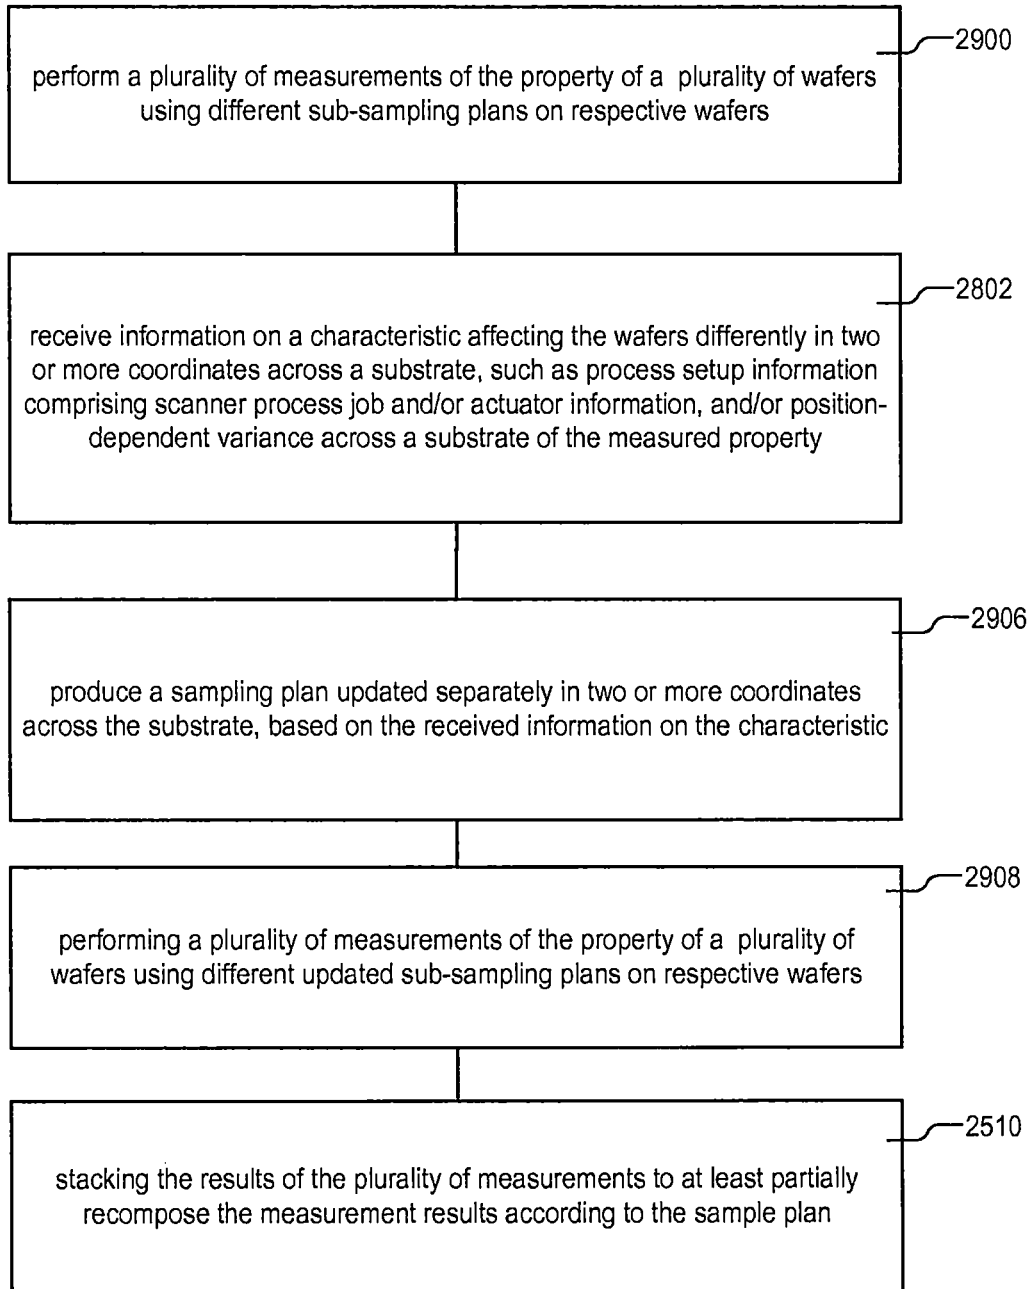 2900
perform a plurality of measurements of the property of a plurality of wafers
using different sub-sampling plans on respective wafers
2802
receive information on a characteristic affecting the wafers differently in two
or more coordinates across a substrate, such as process setup information
comprising scanner process job and/or actuator information, and/or position-
dependent variance across a substrate of the measured property
2906
produce a sampling plan updated separately in two or more coordinates
across the substrate, based on the received information on the characteristic
2908
performing a plurality of measurements of the property of a plurality of
wafers using different updated sub-sampling plans on respective wafers
2510
stacking the results of the plurality of measurements to at least partially
recompose the measurement results according to the sample plan